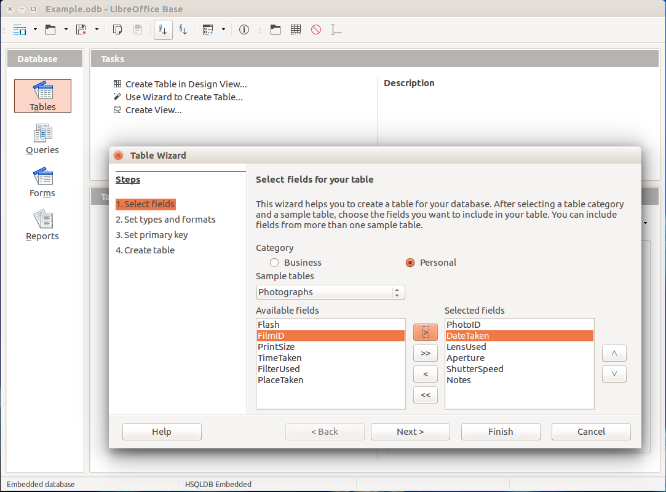 Example.odb - LibreOffice Base
Database
Tasks
Tables
Queries
Forms
Reports
Create Table in Design View...
Use Wizard to Create Table...
Create View...
Description
Table Wizard
Steps
1. Select fields
2. Set types and formats
3. Set primary key
4. Create table
Select fields for your table
This wizard helps you to create a table for your database. After selecting a table category
and a sample table, choose the fields you want to include in your table. You can include
fields from more than one sample table.
Category
Business
Personal
Sample tables
Photographs
Available fields
Flash
FilmID
PrintSize
TimeTaken
FilterUsed
PlaceTaken
>
>>
<
<<
Selected Fields
PhotoID
DateTaken
LensUsed
Aperture
ShutterSpeed
Notes
Help
< Back
Next >
Finish
Cancel
Embedded database
HSQLDB Embedded